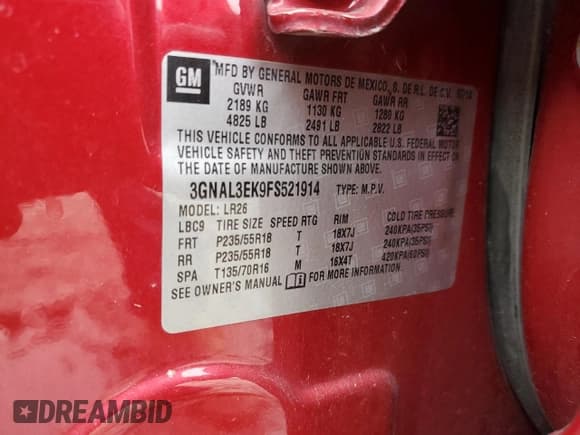 GM
MFD BY GENERAL MOTORS DE MEXICO, S. DE R.L. DE C.V.
GVWR GAWR FRT GAWR RR
2189 KG 1130 KG 1280 KG
4825 LB 2491 LB 2822 LB
THIS VEHICLE CONFORMS TO ALL APPLICABLE U.S. FEDERAL MOTOR
VEHICLE SAFETY AND THEFT PREVENTION STANDARDS IN EFFECT ON
THE DATE OF MANUFACTURE SHOWN ABOVE.
3GNAL3EK9FS521914 TYPE: M.P.V.
MODEL: LR26
LBC9 TIRE SIZE SPEED RTG RIM COLD TIRE PRESSURE
FRT P235/55R18 T 18X7J 240KPA(35PSI)
RR P235/55R18 T 18X7J 240KPA(35PSI)
SPA T135/70R16 M 16X4T 420KPA(60PSI)
SEE OWNER'S MANUAL FOR MORE INFORMATION.
DREAMBID